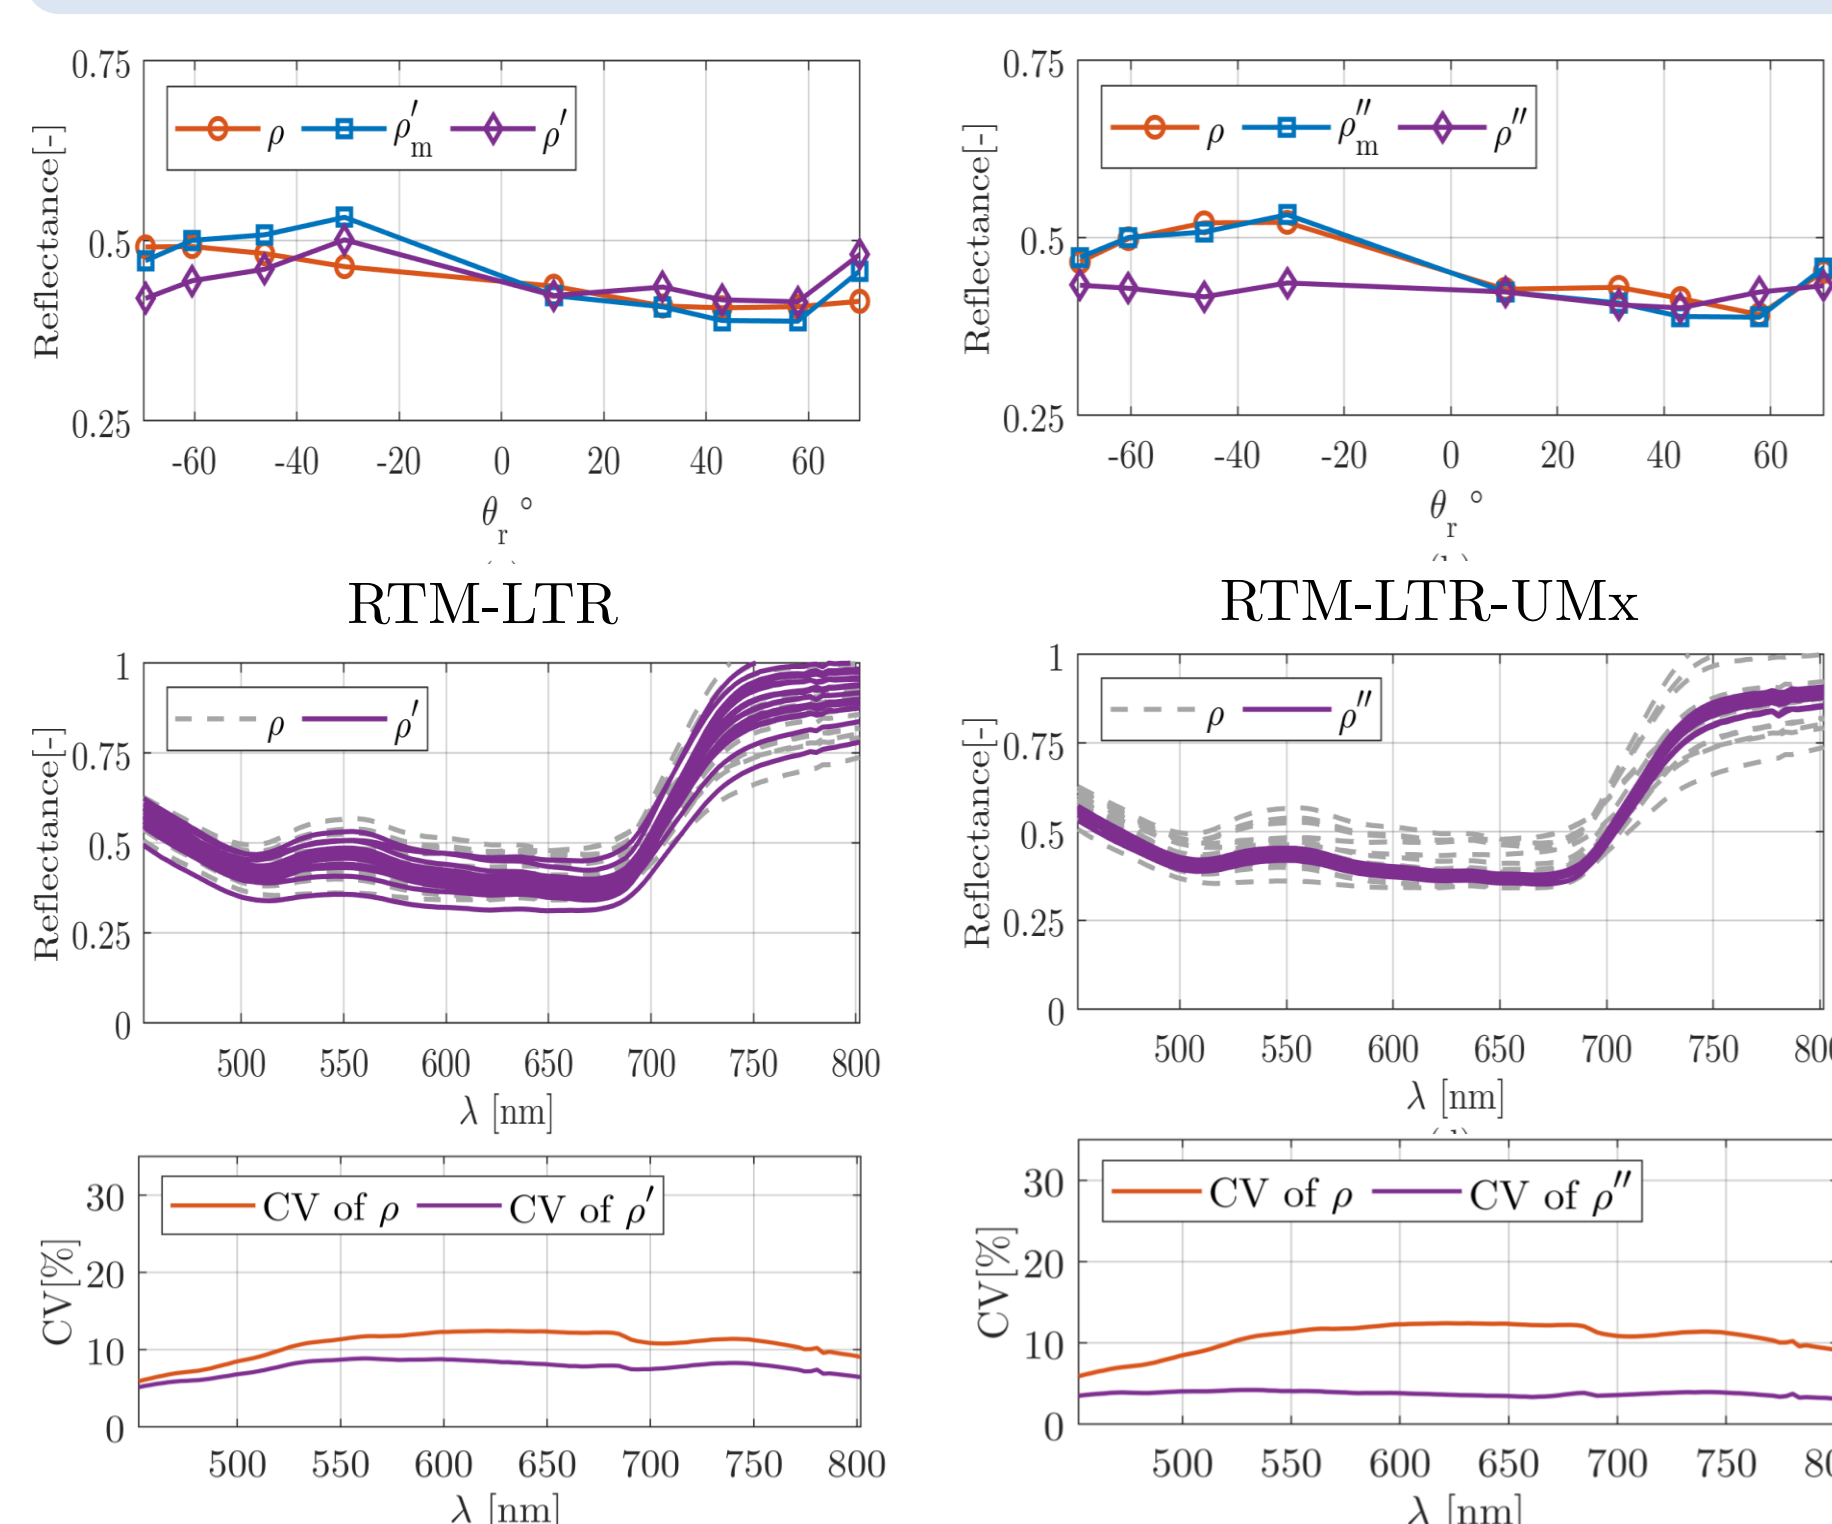 0.75
0.5
0.25
Reflectance[-]
ρ ρ′m ρ′
-60 -40 -20 0 20 40 60
θr °
0.75
0.5
0.25
Reflectance[-]
ρ ρ″m ρ″
-60 -40 -20 0 20 40 60
θr °
RTM-LTR
RTM-LTR-UMx
1
0.75
0.5
0.25
0
Reflectance[-]
ρ ρ′
500 550 600 650 700 750 800
λ [nm]
1
0.75
0.5
0.25
0
Reflectance[-]
ρ ρ″
500 550 600 650 700 750
λ [nm]
30
20
10
0
CV[%]
CV of ρ CV of ρ′
500 550 600 650 700 750 800
λ [nm]
30
20
10
0
CV[%]
CV of ρ CV of ρ″
500 550 600 650 700 750
λ [nm]